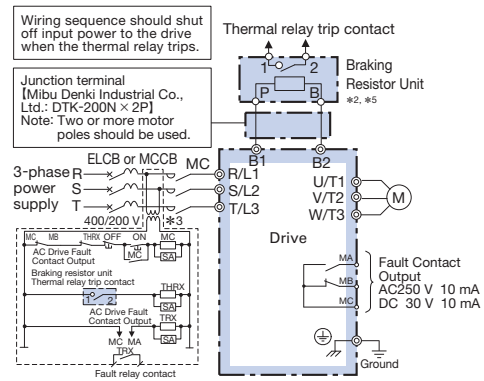 Wiring sequence should shut
off input power to the drive
when the thermal relay trips.
Thermal relay trip contact
1 2
P B
Braking
Resistor Unit
*2, *5
Junction terminal
【Mibu Denki Industrial Co.,
Ltd.: DTK-200N × 2P】
Note: Two or more motor
poles should be used.
B1 B2
ELCB or MCCB MC
3-phase
power
supply
R
S
T
R/L1
S/L2
T/L3
400/200 V *3
U/T1
V/T2
W/T3
M
Drive
MC MB THRX OFF ON MC
AC Drive Fault
Contact Output
MC
SA
Braking resistor unit
Thermal relay trip contact
1 2
THRX
SA
AC Drive Fault
Contact Output
TRX
SA
MC MA
TRX
Fault relay contact
MA
MB
MC
Fault Contact
Output
AC250 V 10 mA
DC 30 V 10 mA
Ground